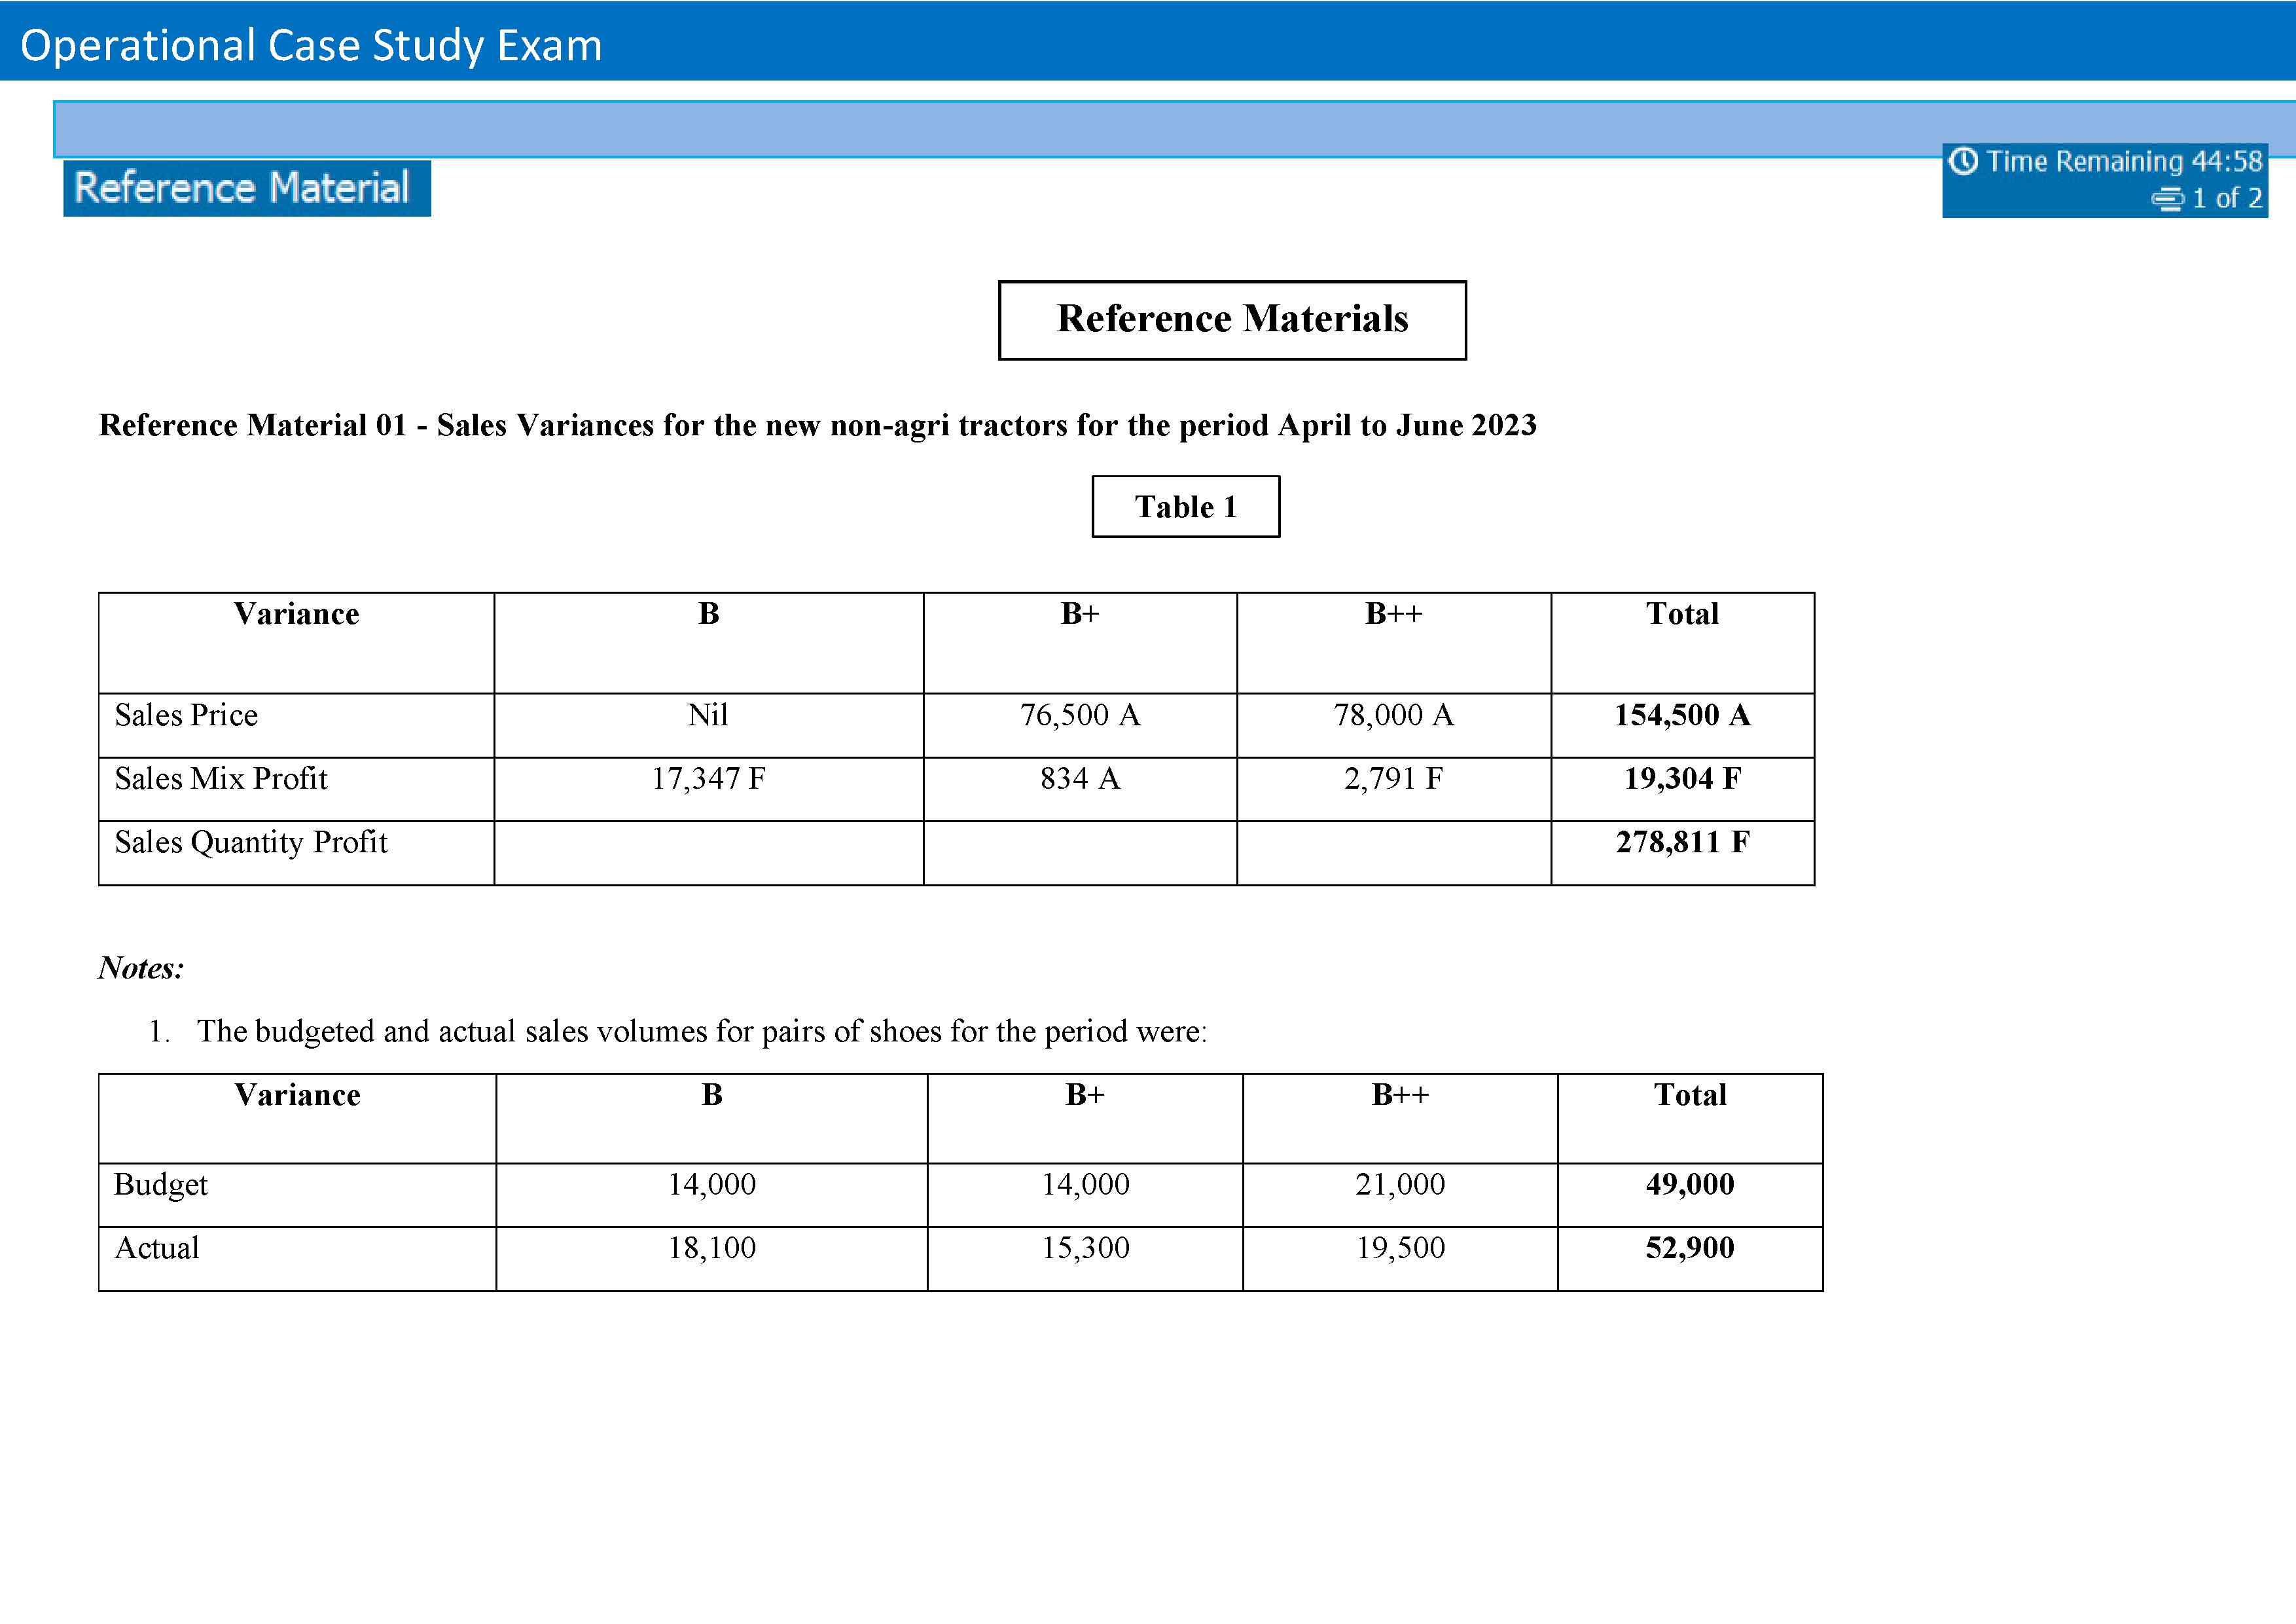 Operational Case Study Exam
Reference Material
Time Remaining 44:58
1 of 2
Reference Materials
Reference Material 01 - Sales Variances for the new non-agri tractors for the period April to June 2023
Table 1
Variance B B+ B++ Total
Sales Price Nil 76,500 A 78,000 A 154,500 A
Sales Mix Profit 17,347 F 834 A 2,791 F 19,304 F
Sales Quantity Profit 278,811 F
Notes:
1. The budgeted and actual sales volumes for pairs of shoes for the period were:
Variance B B+ B++ Total
Budget 14,000 14,000 21,000 49,000
Actual 18,100 15,300 19,500 52,900